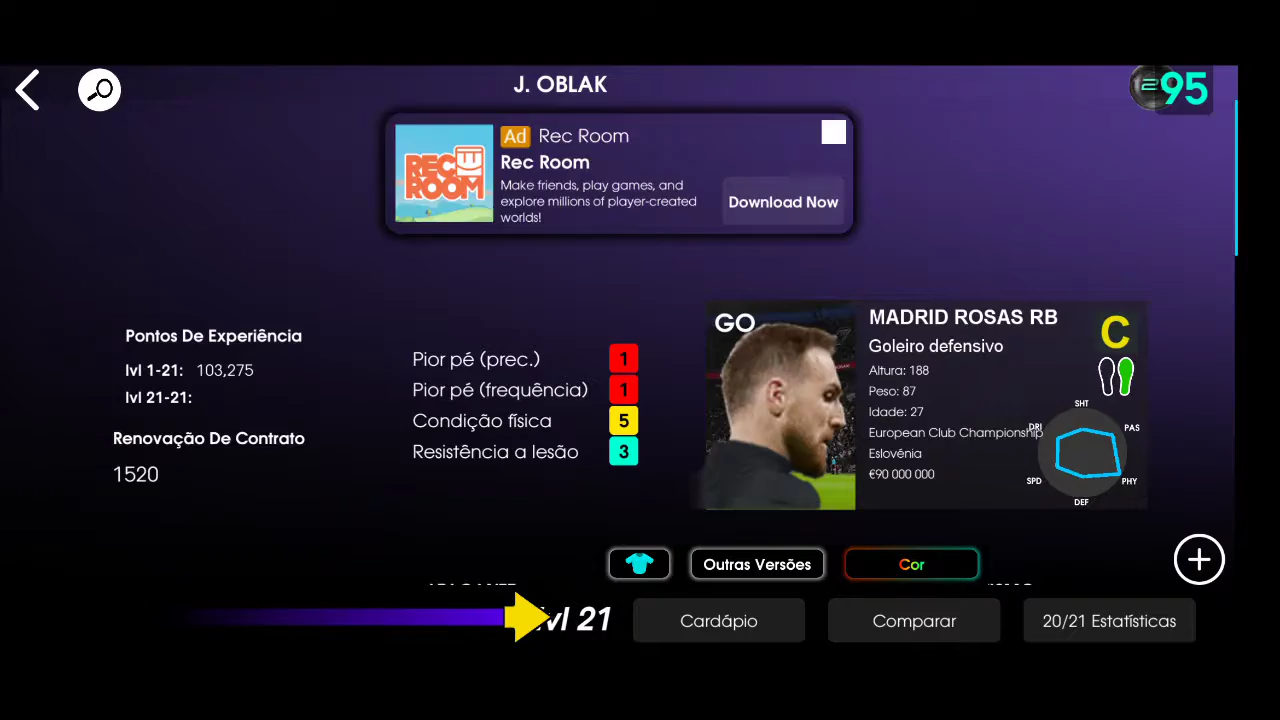 J. OBLAK
95
Ad Rec Room
Rec Room
REC ROOM
Make friends, play games, and
explore millions of player-created
worlds!
Download Now
Pontos De Experiência
lvl 1-21: 103,275
lvl 21-21:
Renovação De Contrato
1520
Pior pé (prec.) 1
Pior pé (frequência) 1
Condição física 5
Resistência a lesão 3
GO
MADRID ROSAS RB
Goleiro defensivo
Altura: 188
Peso: 87
Idade: 27
European Club Championship
Eslovénia
€90 000 000
C
SHT
DRI
PAS
SPD
PHY
DEF
Outras Versões
Cor
lvl 21
Cardápio
Comparar
20/21 Estatísticas